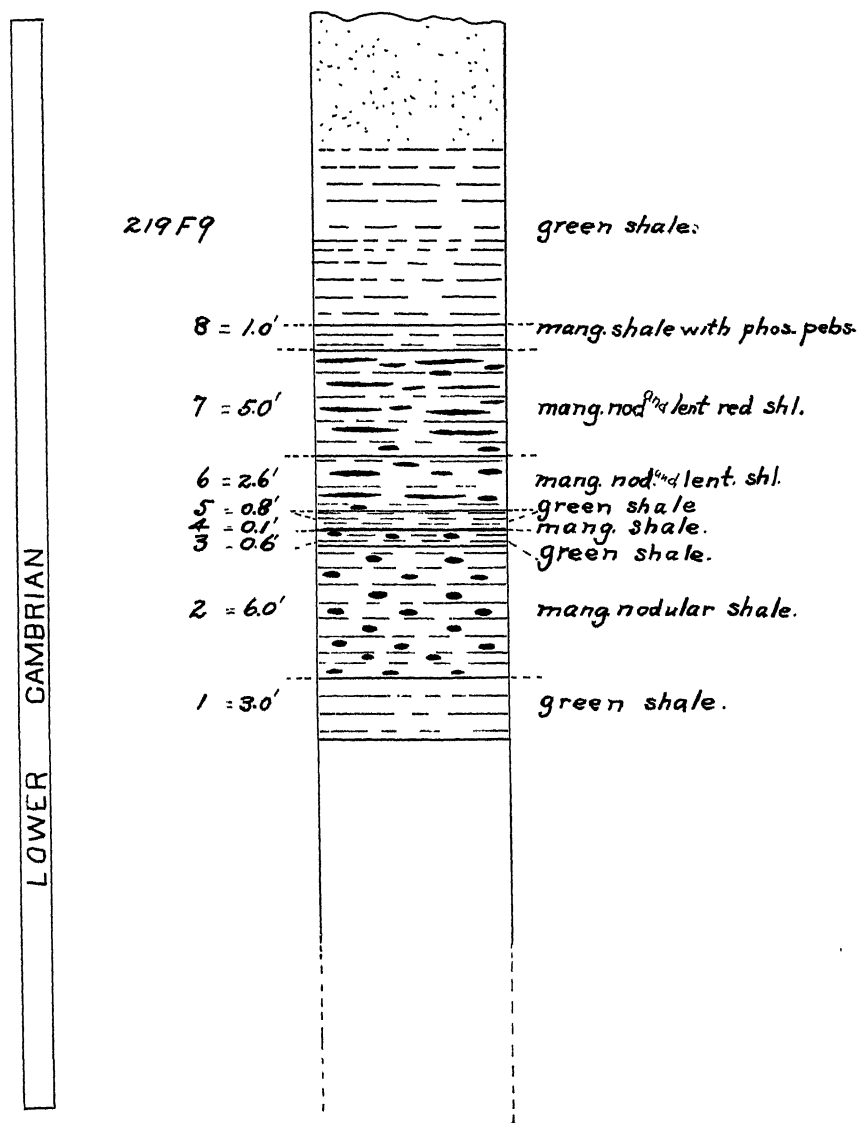 219F9 green shale.
8 = 1.0' mang. shale with phos. pebs.
7 = 5.0' mang. nod and lent red shl.
6 = 2.6' mang. nod. and lent. shl.
5 = 0.8' green shale
4 = 0.1' mang. shale.
3 - 0.6' green shale.
2 = 6.0' mang. nodular shale.
1 = 3.0' green shale.
LOWER CAMBRIAN